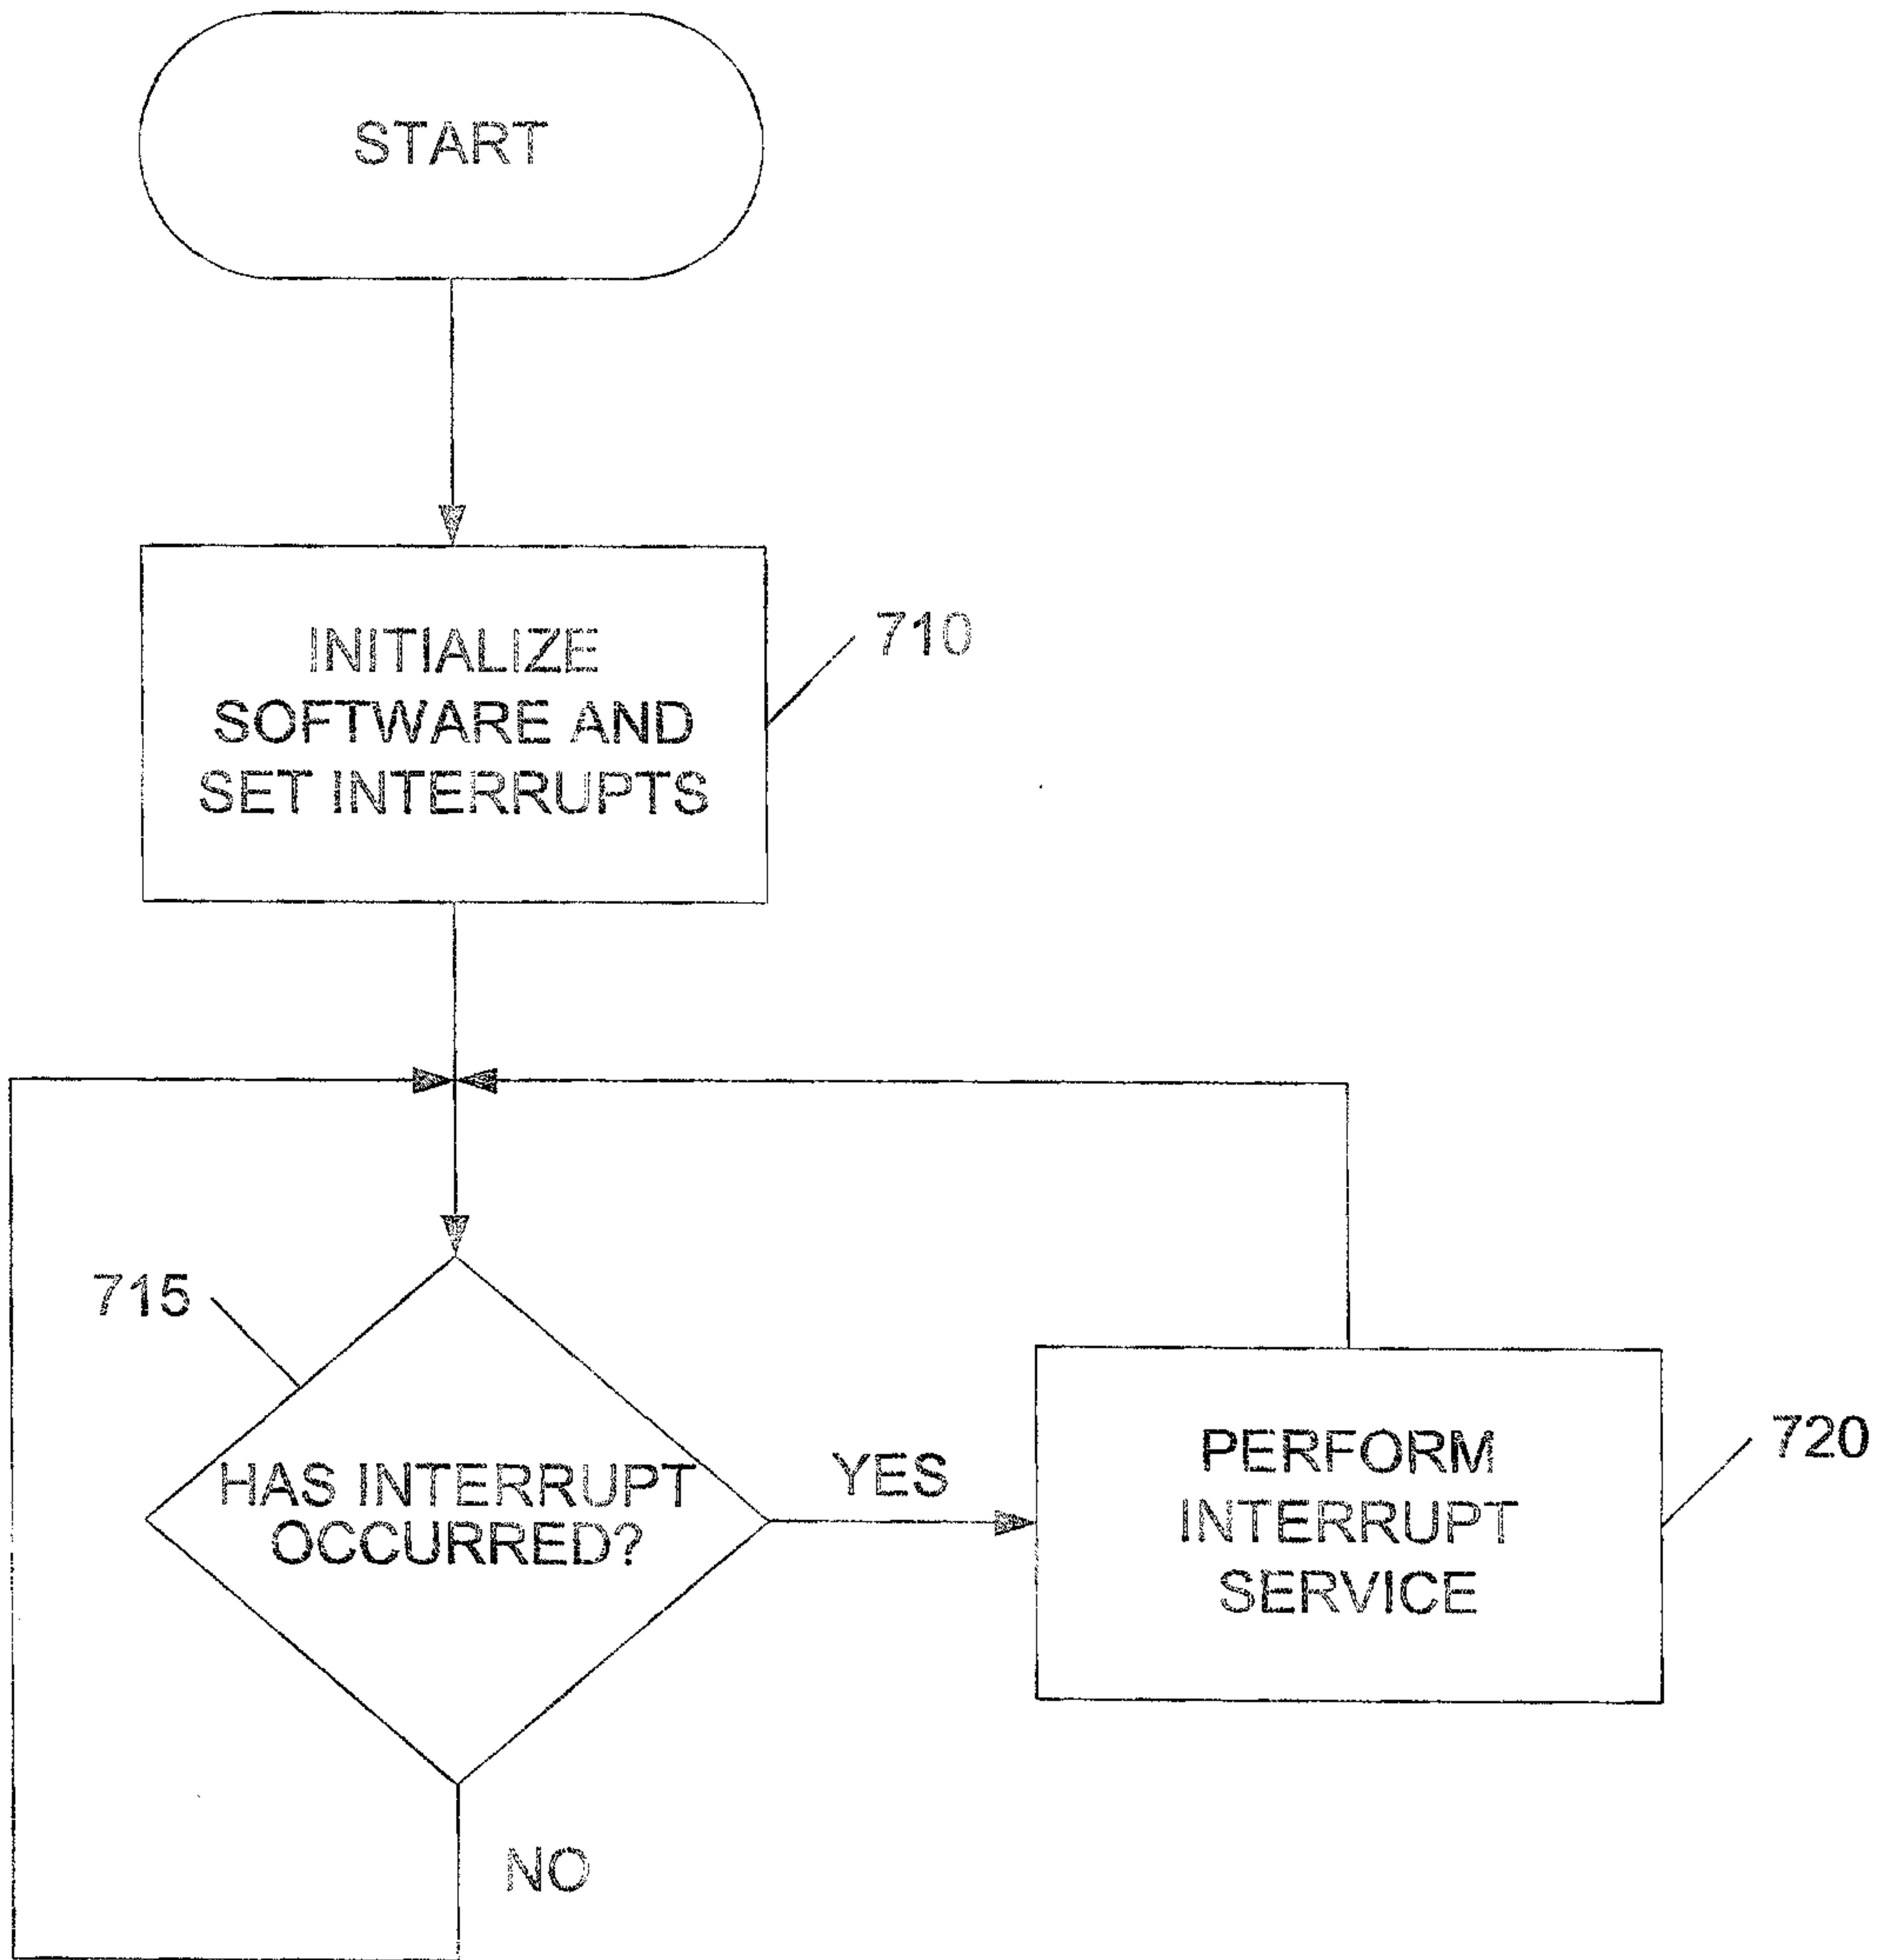 START
INITIALIZE
SOFTWARE AND
SET INTERRUPTS
710
715
HAS INTERRUPT
OCCURRED?
YES
PERFORM
INTERRUPT
SERVICE
720
NO